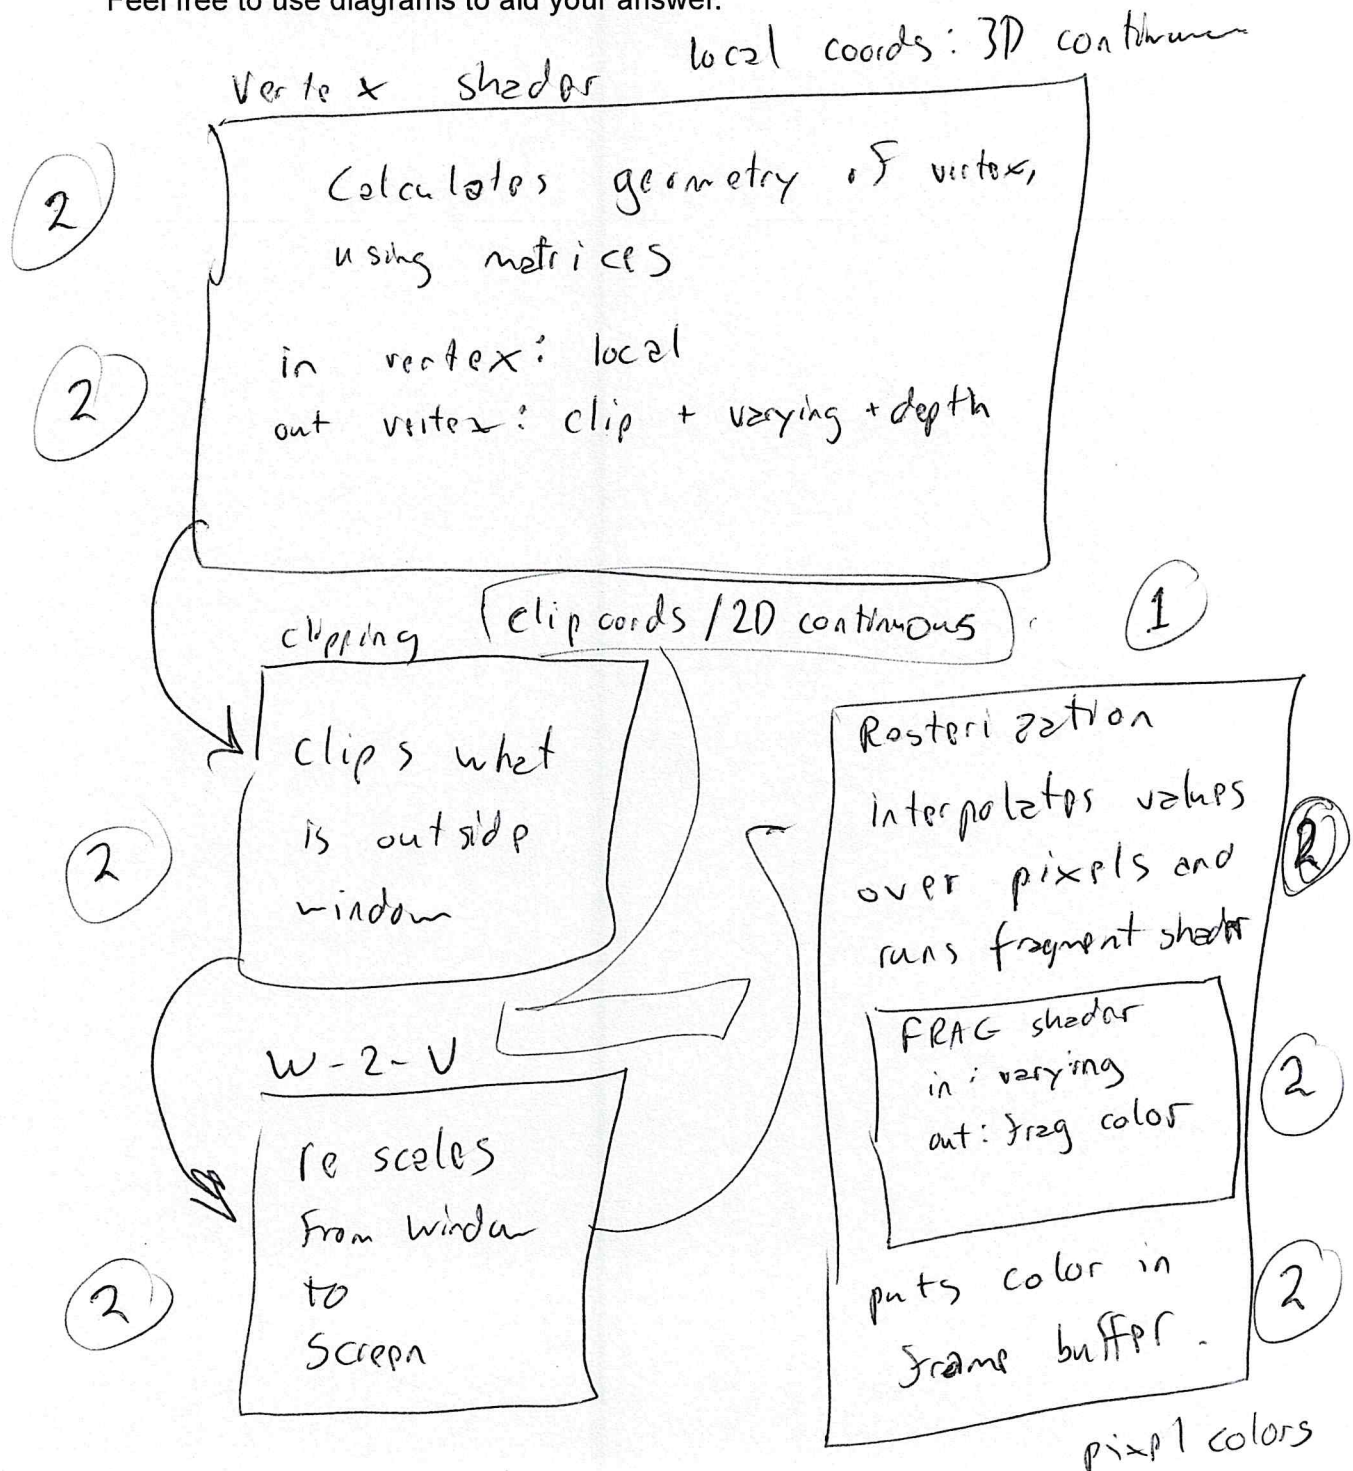 Feel free to use diagrams to aid your answer.
local coords: 3D continuous
Vertex shader
2
Calculates geometry of vertex,
using matrices
2
in vertex: local
out vertex: clip + varying + depth
clipping
clip cords / 2D continuous
1
clips what
is outside
window
2
W-2-V
re scales
from window
to
screen
2
Rasterization
interpolates values
over pixels and
runs fragment shader
2
FRAG shader
in: varying
out: frag color
2
puts color in
frame buffer.
2
pixel colors